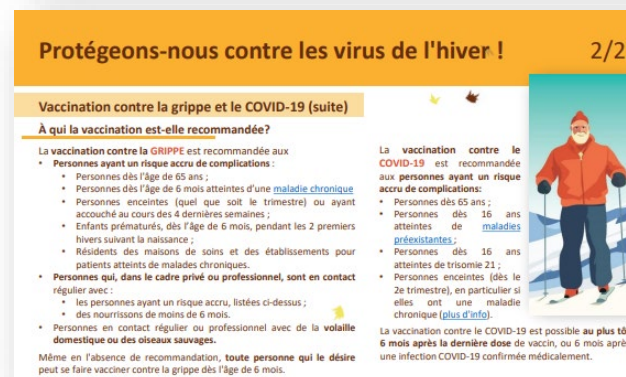 Protégeons-nous contre les virus de l'hiver !
2/2
Vaccination contre la grippe et le COVID-19 (suite)
À qui la vaccination est-elle recommandée?
La vaccination contre la GRIPPE est recommandée aux
• Personnes ayant un risque accru de complications :
• Personnes dès l'âge de 65 ans ;
• Personnes dès l'âge de 6 mois atteintes d'une maladie chronique
• Personnes enceintes (quel que soit le trimestre) ou ayant
accouché au cours des 4 dernières semaines ;
• Enfants prématurés, dès l'âge de 6 mois, pendant les 2 premiers
hivers suivant la naissance ;
• Résidents des maisons de soins et des établissements pour
patients atteints de malades chroniques.
• Personnes qui, dans le cadre privé ou professionnel, sont en contact
régulier avec :
• les personnes ayant un risque accru, listées ci-dessus ;
• des nourrissons de moins de 6 mois.
• Personnes en contact régulier ou professionnel avec de la volaille
domestique ou des oiseaux sauvages.
Même en l'absence de recommandation, toute personne qui le désire
peut se faire vacciner contre la grippe dès l'âge de 6 mois.
La vaccination contre le
COVID-19 est recommandée
aux personnes ayant un risque
accru de complications:
• Personnes dès 65 ans ;
• Personnes dès 16 ans
atteintes de maladies
préexistantes ;
• Personnes dès 16 ans
atteintes de trisomie 21 ;
• Personnes enceintes (dès le
2e trimestre), en particulier si
elles ont une maladie
chronique (plus d'info).
La vaccination contre le COVID-19 est possible au plus tô
6 mois après la dernière dose de vaccin, ou 6 mois aprè
une infection COVID-19 confirmée médicalement.